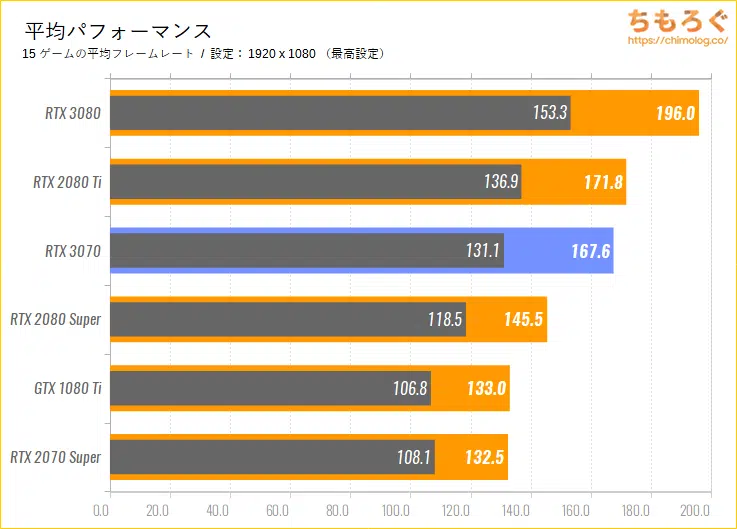 平均パフォーマンス
15 ゲームの平均フレームレート / 設定： 1920 x 1080 （最高設定）
ちもろぐ
https://chimolog.co/
RTX 3080 153.3 196.0
RTX 2080 Ti 136.9 171.8
RTX 3070 131.1 167.6
RTX 2080 Super 118.5 145.5
GTX 1080 Ti 106.8 133.0
RTX 2070 Super 108.1 132.5
0.0 20.0 40.0 60.0 80.0 100.0 120.0 140.0 160.0 180.0 200.0